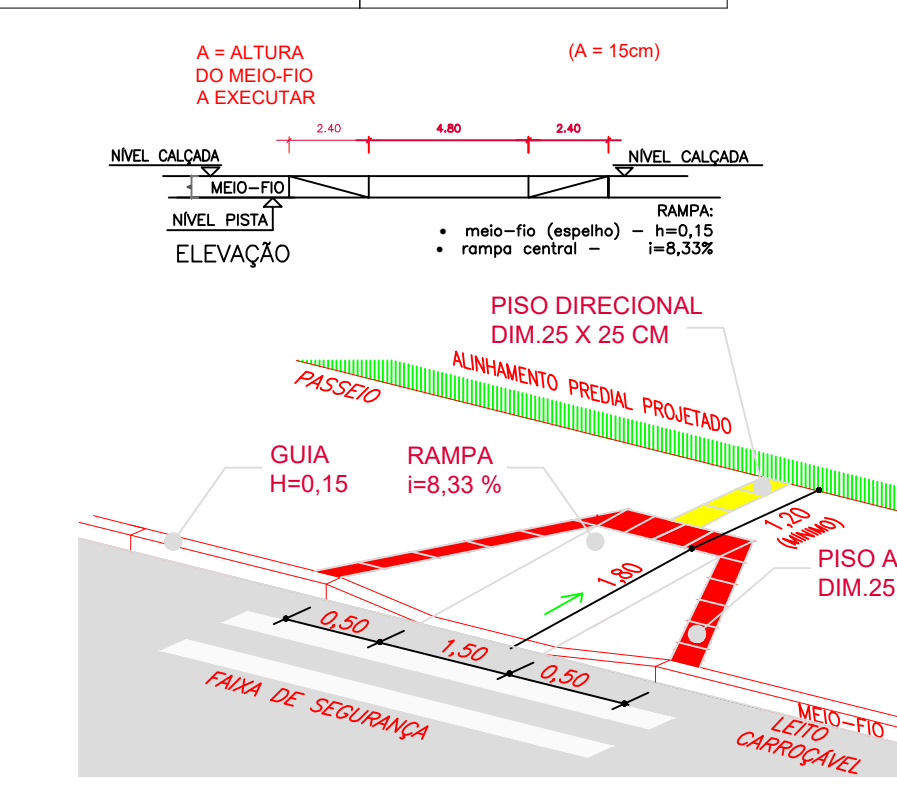 A = ALTURA
DO MEIO-FIO
A EXECUTAR
(A = 15cm)
2.40
4.80
2.40
NÍVEL CALÇADA
NÍVEL CALÇADA
MEIO-FIO
NÍVEL PISTA
ELEVAÇÃO
RAMPA:
• meio-fio (espelho) - h=0,15
• rampa central - i=8,33%
PISO DIRECIONAL
DIM.25 X 25 CM
ALINHAMENTO PREDIAL PROJETADO
PASSEIO
GUIA
H=0,15
RAMPA
i=8,33 %
1,20
(MÍNIMO)
1,80
PISO A
DIM.25
0,50
1,50
0,50
FAIXA DE SEGURANÇA
MEIO-FIO
LEITO
CARROÇÁVEL